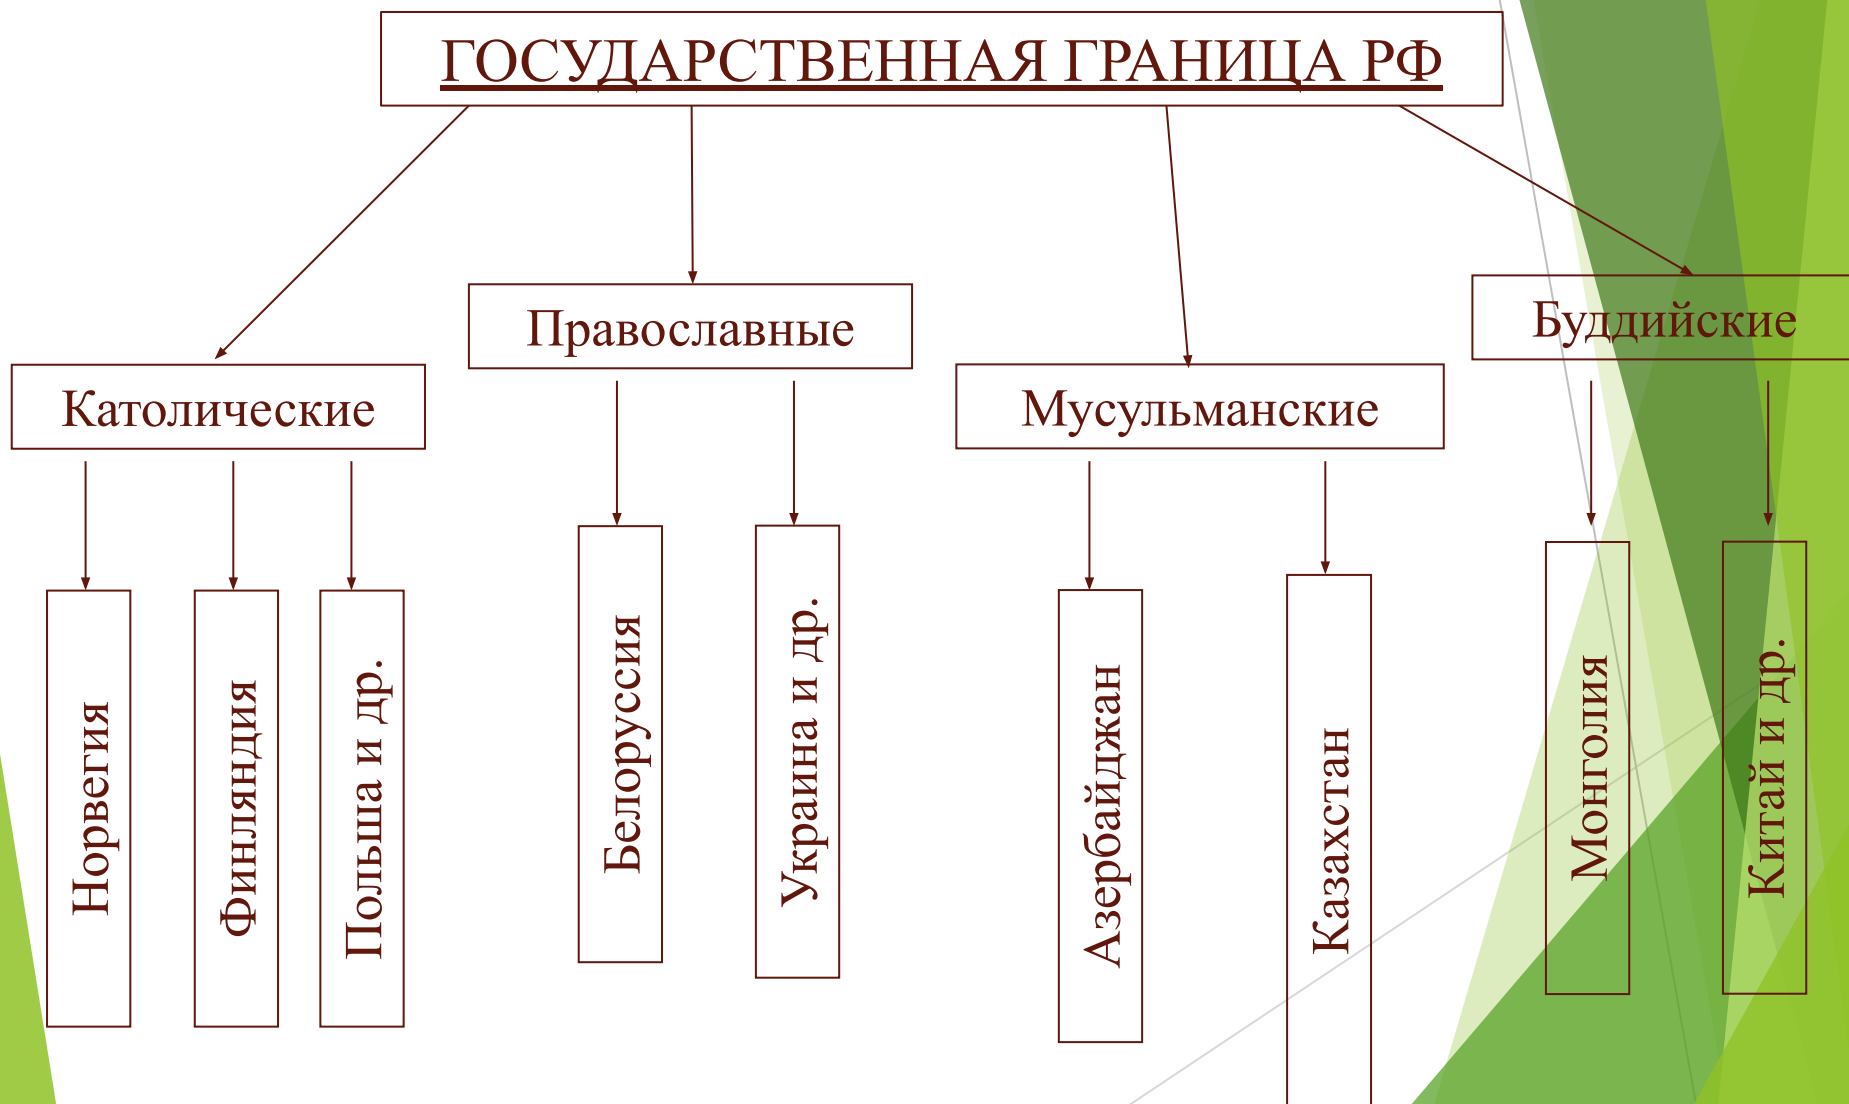 ГОСУДАРСТВЕННАЯ ГРАНИЦА РФ
Католические
Православные
Мусульманские
Буддийские
Норвегия
Финляндия
Польша и др.
Белоруссия
Украина и др.
Азербайджан
Казахстан
Монголия
Китай и др.